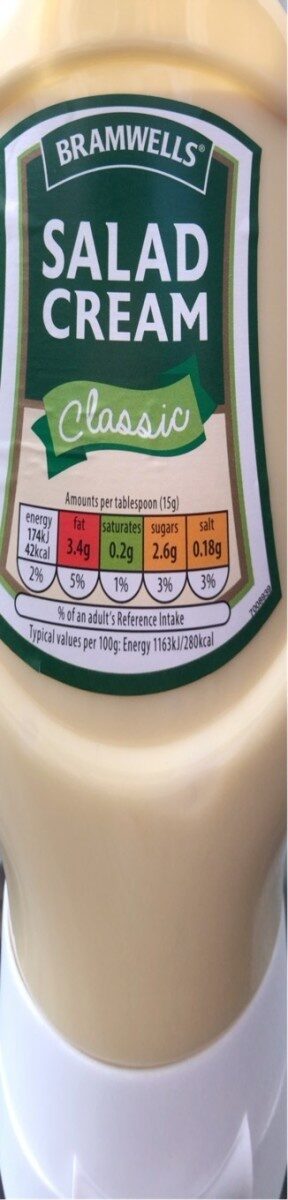 BRAMWELLS®
SALAD
CREAM
Classic
Amounts per tablespoon (15g)
energy fat saturates sugars salt
174kJ
42kcal 3.4g 0.2g 2.6g 0.18g
2% 5% 1% 3% 3%
% of an adult's Reference Intake
Typical values per 100g: Energy 1163kJ/280kcal